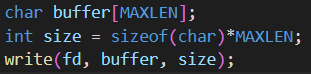 char buffer[MAXLEN];
int size = sizeof(char)*MAXLEN;
write(fd, buffer, size);